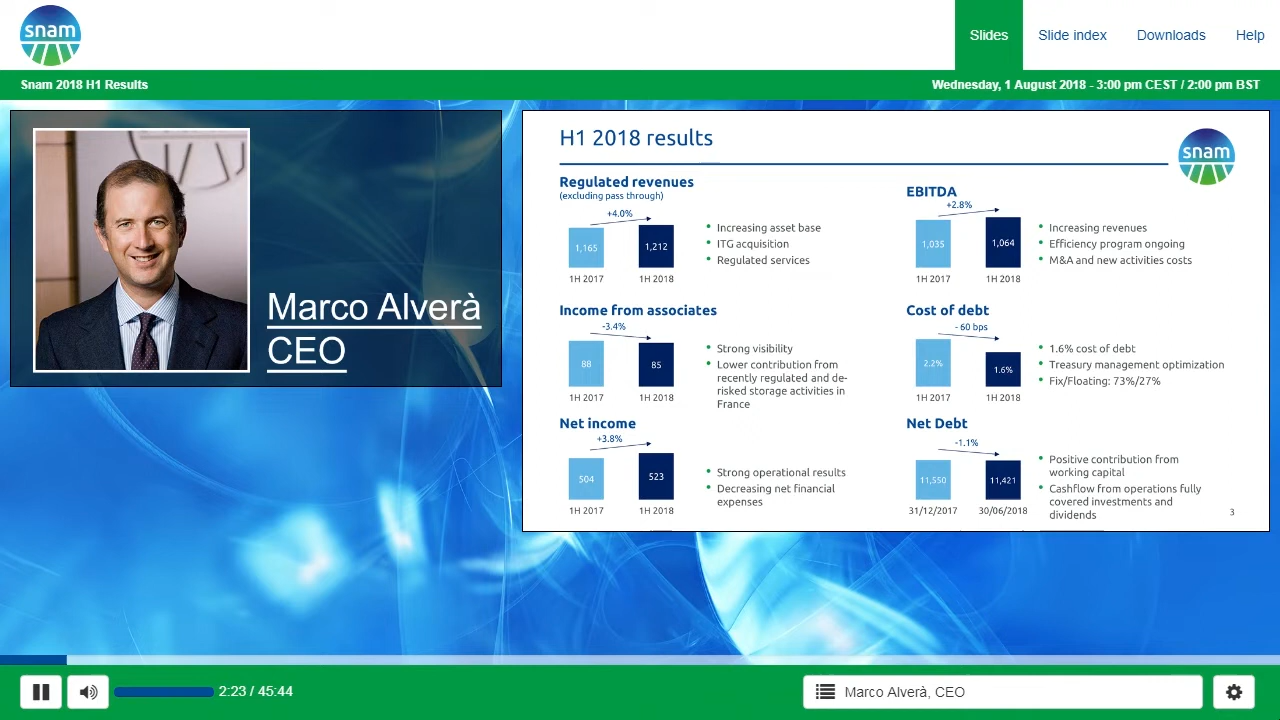 snam
Slides
Slide index
Downloads
Help
Snam 2018 H1 Results
Wednesday, 1 August 2018 - 3:00 pm CEST / 2:00 pm BST
Marco Alverà
CEO
H1 2018 results
snam
Regulated revenues
(excluding pass through)
+4.0%
1,165
1,212
1H 2017
1H 2018
• Increasing asset base
• ITG acquisition
• Regulated services
EBITDA
+2.8%
1,035
1,064
1H 2017
1H 2018
• Increasing revenues
• Efficiency program ongoing
• M&A and new activities costs
Income from associates
-3.4%
88
85
1H 2017
1H 2018
• Strong visibility
• Lower contribution from
recently regulated and de-
risked storage activities in
France
Cost of debt
- 60 bps
2.2%
1.6%
1H 2017
1H 2018
• 1.6% cost of debt
• Treasury management optimization
• Fix/Floating: 73%/27%
Net income
+3.8%
504
523
1H 2017
1H 2018
• Strong operational results
• Decreasing net financial
expenses
Net Debt
-1.1%
11,550
11,421
31/12/2017
30/06/2018
• Positive contribution from
working capital
• Cashflow from operations fully
covered investments and
dividends
3
2:23 / 45:44
Marco Alverà, CEO